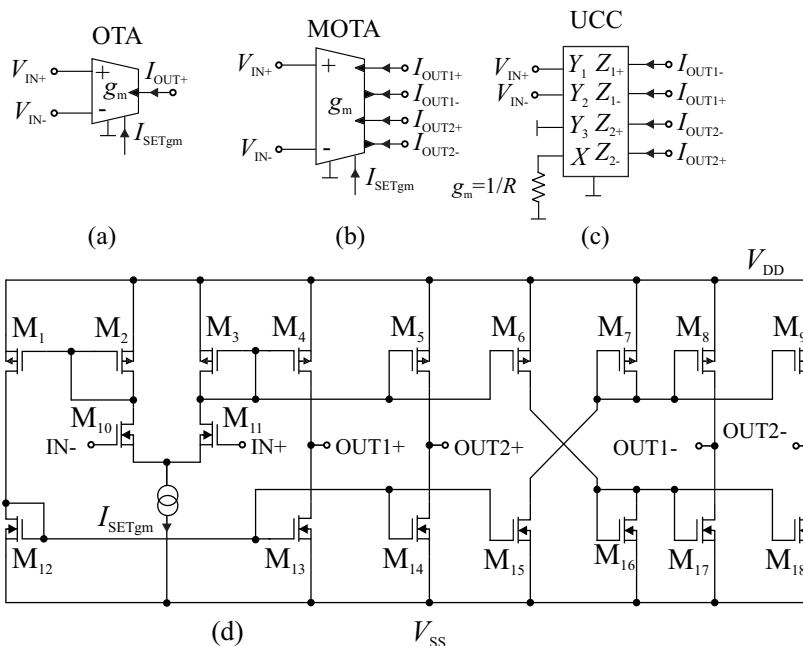 OTA
V_IN+
V_IN-
+
-
g_m
I_OUT+
I_SETgm
(a)
MOTA
V_IN+
V_IN-
+
-
g_m
I_OUT1+
I_OUT1-
I_OUT2+
I_OUT2-
I_SETgm
(b)
UCC
V_IN+
V_IN-
Y_1 Z_1+
Y_2 Z_1-
Y_3 Z_2+
X Z_2-
I_OUT1-
I_OUT1+
I_OUT2-
I_OUT2+
g_m=1/R
(c)
V_DD
M_1 M_2 M_3 M_4 M_5 M_6 M_7 M_8 M_9
M_10 M_11
IN- IN+ OUT1+ OUT2+ OUT1- OUT2-
I_SETgm
M_12 M_13 M_14 M_15 M_16 M_17 M_18
(d) V_SS